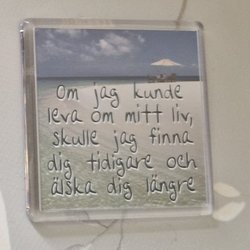 Om jag kunde
leva om mitt liv,
skulle jag finna
dig tidigare och
älska dig längre